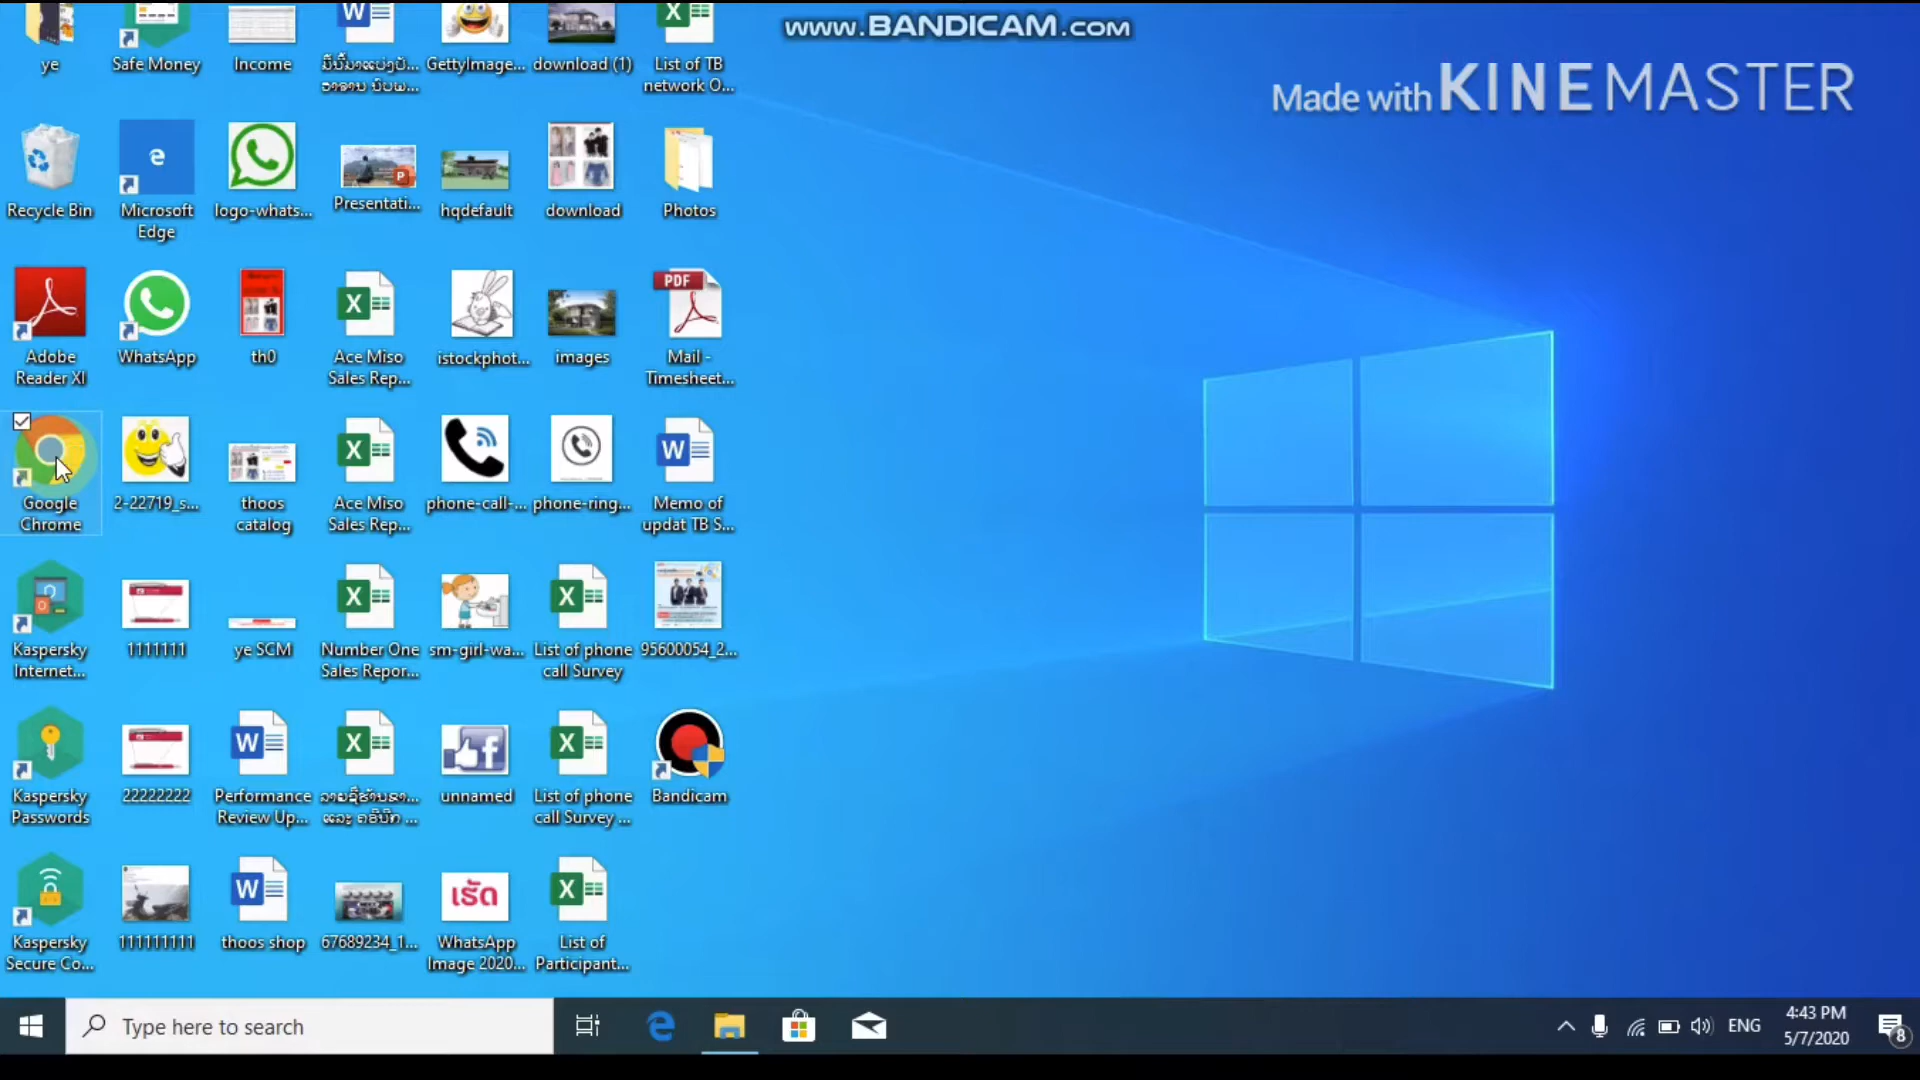 www.BANDICAM.com
Made with KINEMASTER
ye
Safe Money
Income
GettyImage...
download (1)
List of TB
network O...
Recycle Bin
Microsoft
Edge
logo-whats...
Presentati...
hqdefault
download
Photos
Adobe
Reader XI
WhatsApp
th0
Ace Miso
Sales Rep...
istockphot...
images
PDF
Mail -
Timesheet...
Google
Chrome
2-22719_s...
thoos
catalog
Ace Miso
Sales Rep...
phone-call-...
phone-ring...
Memo of
updat TB S...
Kaspersky
Internet...
1111111
ye SCM
Number One
Sales Repor...
sm-girl-wa...
List of phone
call Survey
95600054_2...
Kaspersky
Passwords
22222222
Performance
Review Up...
unnamed
List of phone
call Survey ...
Bandicam
Kaspersky
Secure Co...
111111111
thoos shop
67689234_1...
ເຮັດ
WhatsApp
Image 2020...
List of
Participant...
Type here to search
ENG
4:43 PM
5/7/2020
8